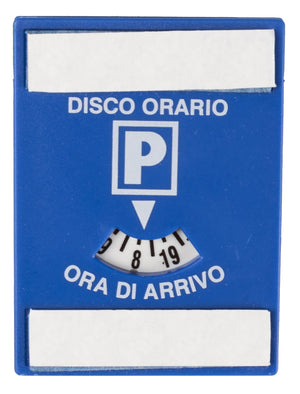 DISCO ORARIO
P
8 19
ORA DI ARRIVO